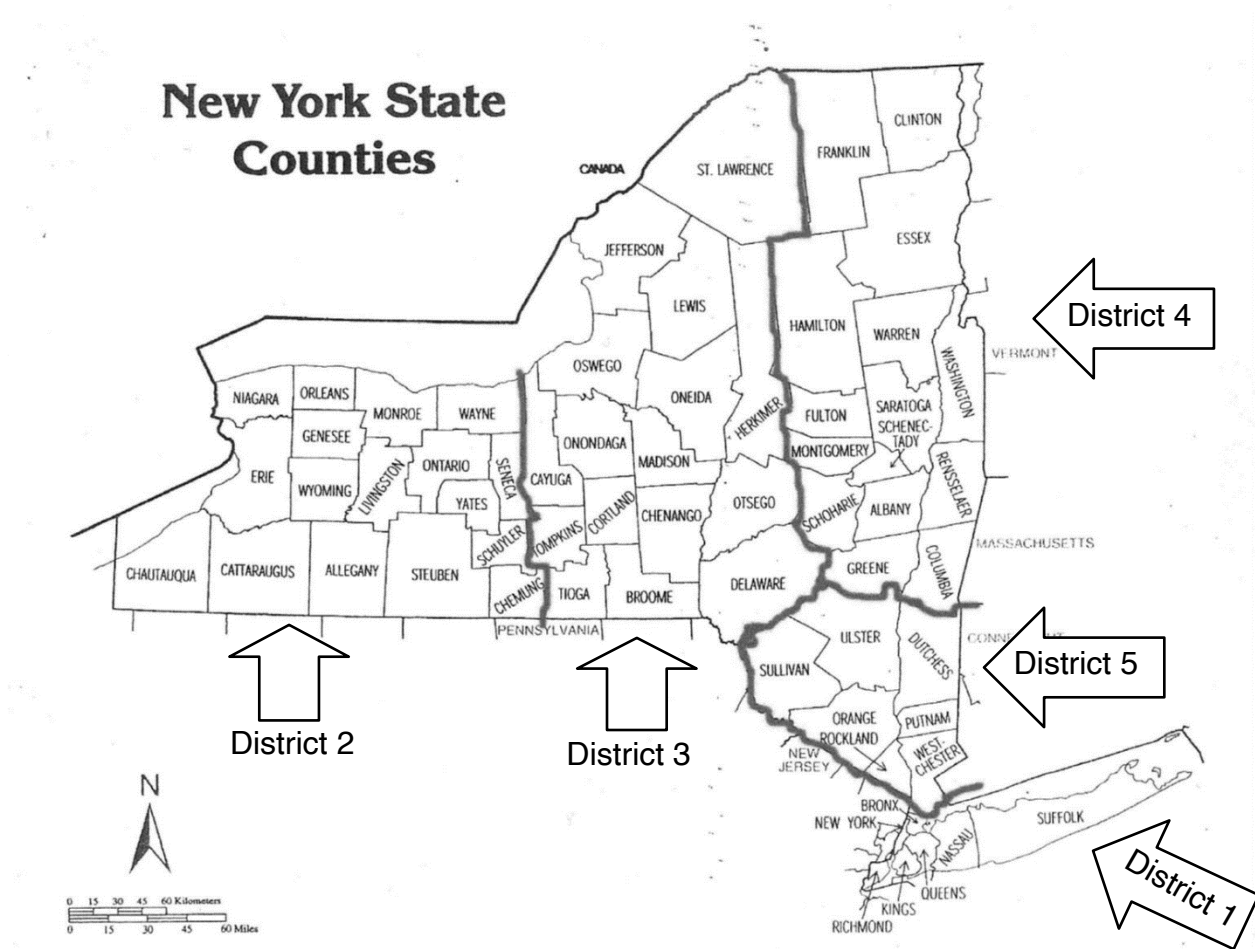 New York State
Counties
CANADA
CLINTON
FRANKLIN
ST. LAWRENCE
ESSEX
JEFFERSON
LEWIS
HAMILTON
WARREN
WASHINGTON
District 4
VERMONT
OSWEGO
NIAGARA
ORLEANS
MONROE
WAYNE
ONEIDA
HERKIMER
FULTON
SARATOGA
SCHENEC-
TADY
GENESEE
ONONDAGA
MADISON
MONTGOMERY
ERIE
WYOMING
LIVINGSTON
ONTARIO
SENECA
CAYUGA
YATES
CORTLAND
CHENANGO
OTSEGO
SCHOHARIE
ALBANY
RENSSELAER
MASSACHUSETTS
SCHUYLER
TOMPKINS
CHAUTAUQUA
CATTARAUGUS
ALLEGANY
STEUBEN
CHEMUNG
TIOGA
BROOME
DELAWARE
GREENE
COLUMBIA
PENNSYLVANIA
ULSTER
DUTCHESS
District 5
SULLIVAN
ORANGE
PUTNAM
ROCKLAND
WEST-
CHESTER
NEW
JERSEY
District 2
District 3
N
BRONX
NEW YORK
NASSAU
SUFFOLK
QUEENS
KINGS
RICHMOND
District 1
0 15 30 45 60 Kilometers
0 15 30 45 60 Miles